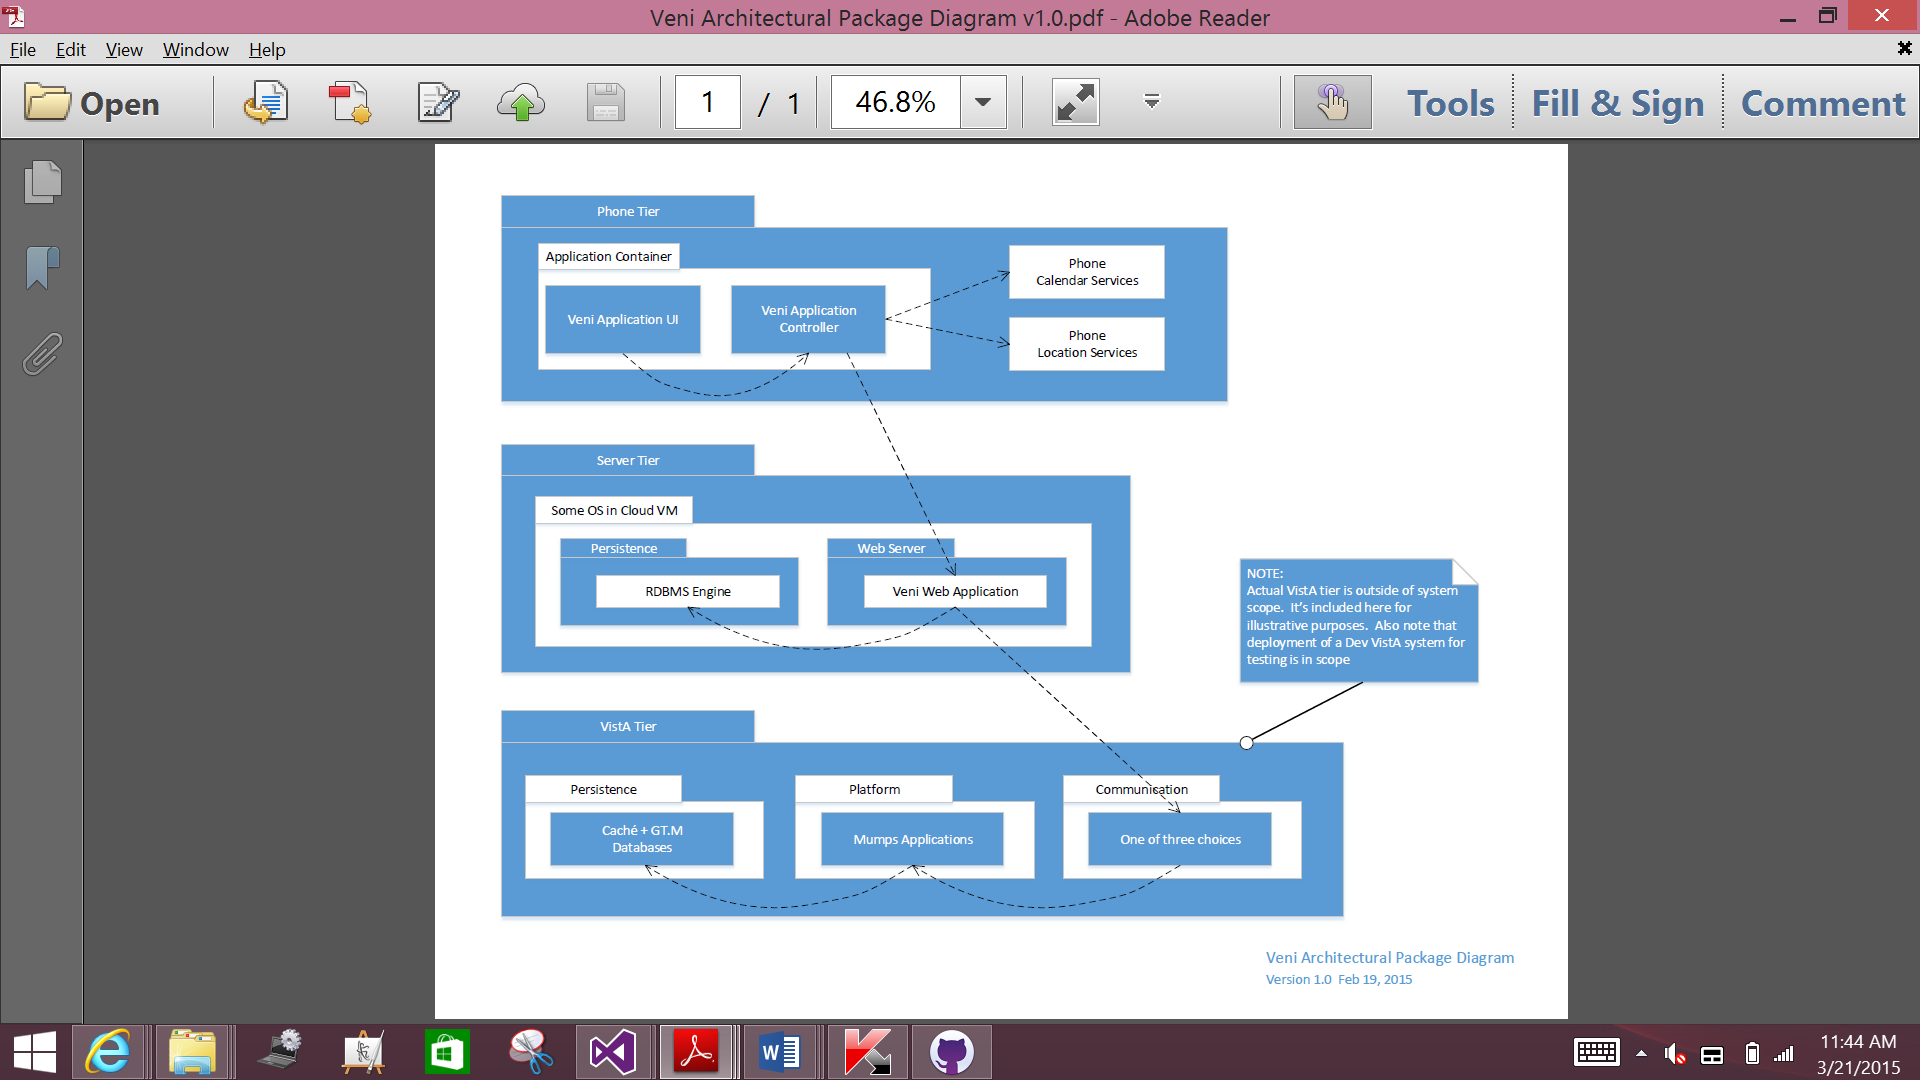 Veni Architectural Package Diagram v1.0.pdf - Adobe Reader
File Edit View Window Help
Open 1 / 1 46.8% Tools Fill & Sign Comment
Phone Tier
Application Container
Veni Application UI
Veni Application
Controller
Phone
Calendar Services
Phone
Location Services
Server Tier
Some OS in Cloud VM
Persistence
RDBMS Engine
Web Server
Veni Web Application
NOTE:
Actual VistA tier is outside of system
scope.  It's included here for
illustrative purposes.  Also note that
deployment of a Dev VistA system for
testing is in scope
VistA Tier
Persistence
Caché + GT.M
Databases
Platform
Mumps Applications
Communication
One of three choices
Veni Architectural Package Diagram
Version 1.0  Feb 19, 2015
11:44 AM
3/21/2015